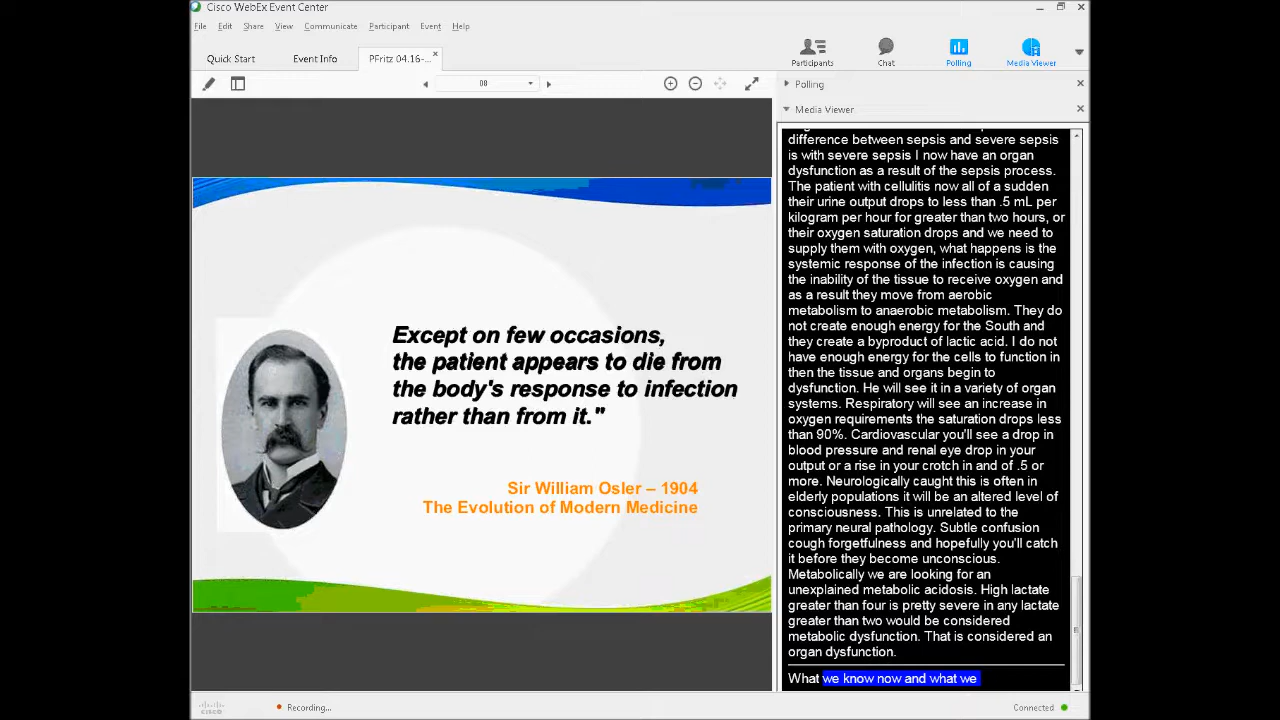 Cisco WebEx Event Center
File Edit Share View Communicate Participant Event Help
Quick Start Event Info PFritz 04.16-...
Participants Chat Polling Media Viewer
08
Polling
Media Viewer
Except on few occasions,
the patient appears to die from
the body's response to infection
rather than from it."
Sir William Osler – 1904
The Evolution of Modern Medicine
difference between sepsis and severe sepsis
is with severe sepsis I now have an organ
dysfunction as a result of the sepsis process.
The patient with cellulitis now all of a sudden
their urine output drops to less than .5 mL per
kilogram per hour for greater than two hours, or
their oxygen saturation drops and we need to
supply them with oxygen, what happens is the
systemic response of the infection is causing
the inability of the tissue to receive oxygen and
as a result they move from aerobic
metabolism to anaerobic metabolism. They do
not create enough energy for the South and
they create a byproduct of lactic acid. I do not
have enough energy for the cells to function in
then the tissue and organs begin to
dysfunction. He will see it in a variety of organ
systems. Respiratory will see an increase in
oxygen requirements the saturation drops less
than 90%. Cardiovascular you'll see a drop in
blood pressure and renal eye drop in your
output or a rise in your crotch in and of .5 or
more. Neurologically caught this is often in
elderly populations it will be an altered level of
consciousness. This is unrelated to the
primary neural pathology. Subtle confusion
cough forgetfulness and hopefully you'll catch
it before they become unconscious.
Metabolically we are looking for an
unexplained metabolic acidosis. High lactate
greater than four is pretty severe in any lactate
greater than two would be considered
metabolic dysfunction. That is considered an
organ dysfunction.
What we know now and what we
Recording... Connected